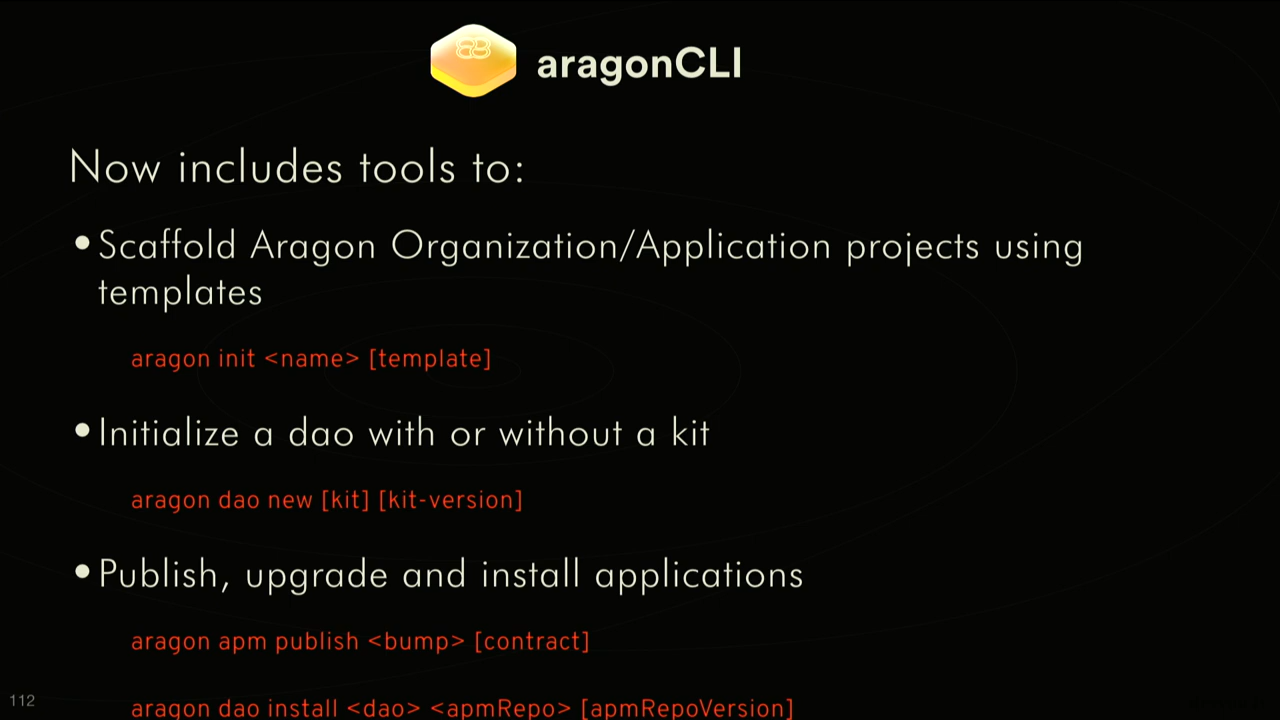 aragonCLI
Now includes tools to:
•Scaffold Aragon Organization/Application projects using
templates
aragon init <name> [template]
•Initialize a dao with or without a kit
aragon dao new [kit] [kit-version]
•Publish, upgrade and install applications
aragon apm publish <bump> [contract]
112
aragon dao install <dao> <apmRepo> [apmRepoVersion]